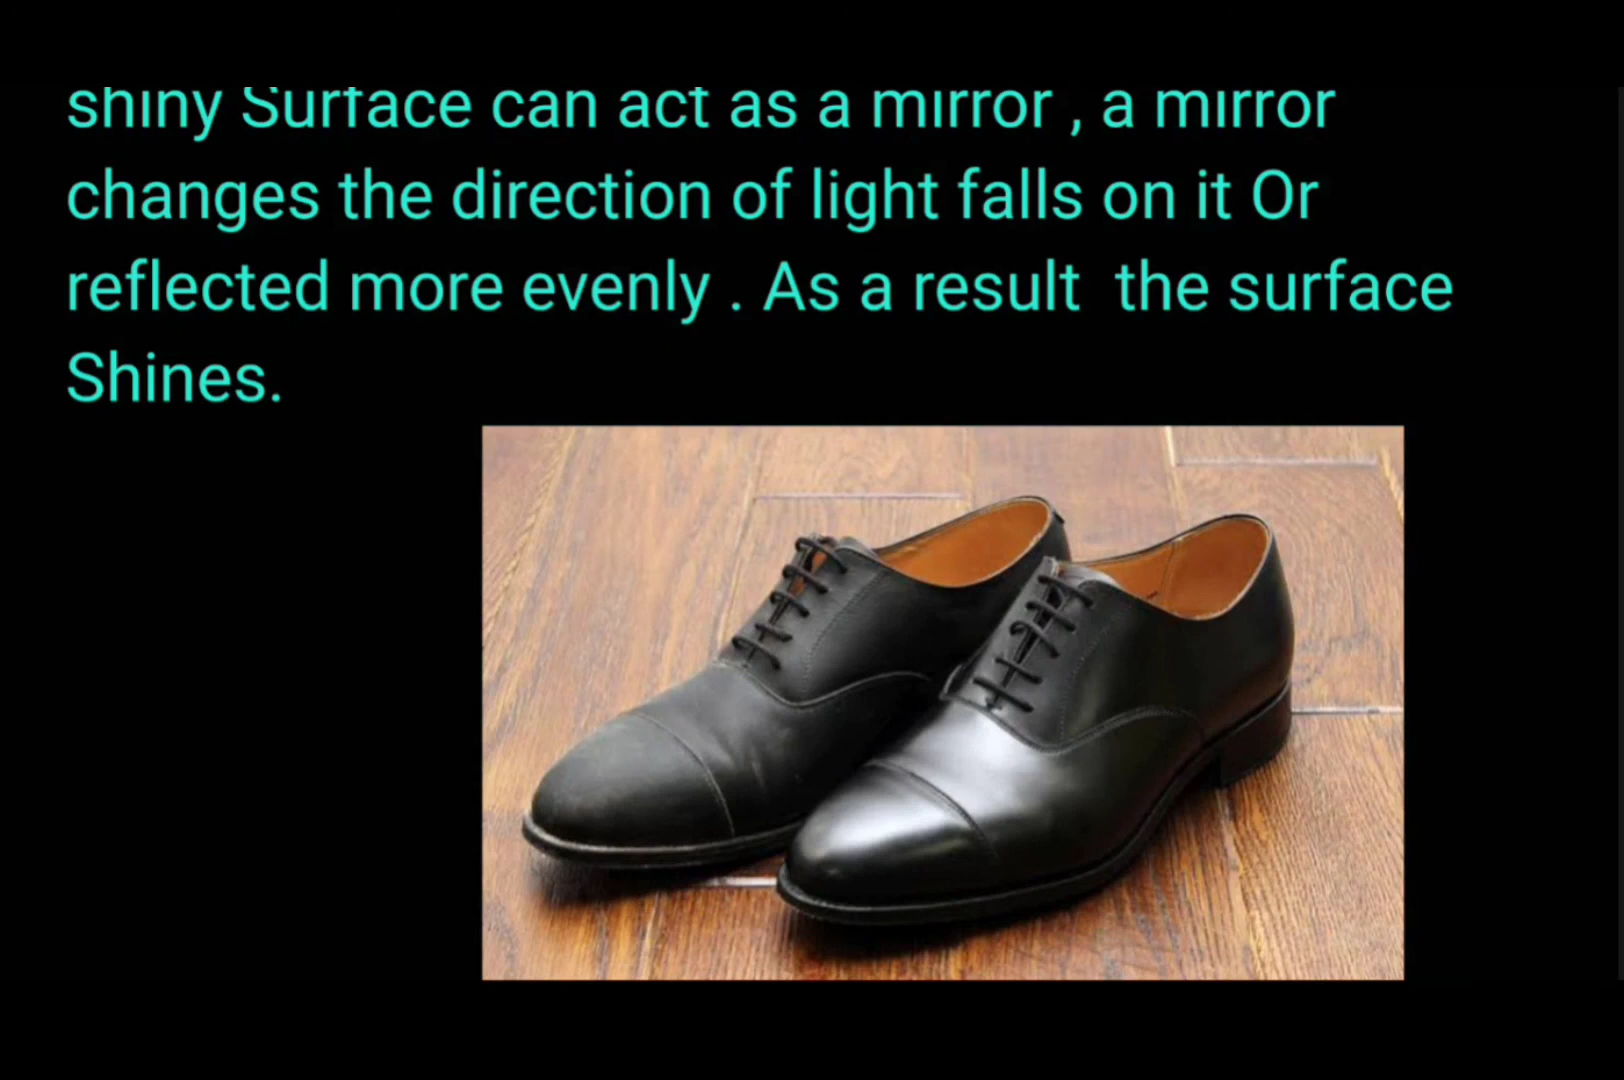 shiny Surface can act as a mirror , a mirror
changes the direction of light falls on it Or
reflected more evenly . As a result  the surface
Shines.